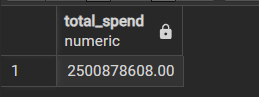 total_spend
numeric
1
2500878608.00